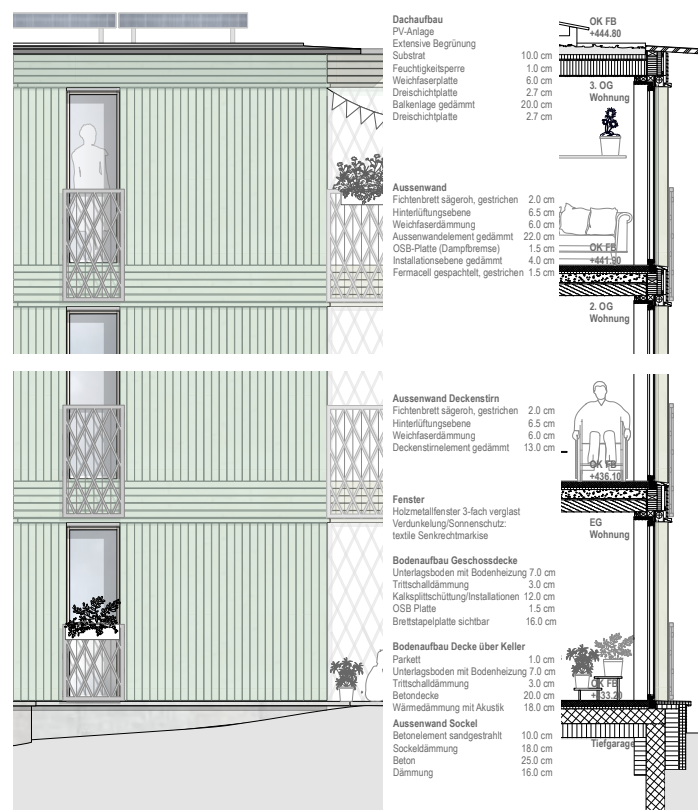 Dachaufbau
PV-Anlage
Extensive Begrünung
Substrat 10.0 cm
Feuchtigkeitsperre 1.0 cm
Weichfaserplatte 6.0 cm
Dreischichtplatte 2.7 cm
Balkenlage gedämmt 20.0 cm
Dreischichtplatte 2.7 cm
OK FB
+444.80
3. OG
Wohnung
Aussenwand
Fichtenbrett sägeroh, gestrichen 2.0 cm
Hinterlüftungsebene 6.5 cm
Weichfaserdämmung 6.0 cm
Aussenwandelement gedämmt 22.0 cm
OSB-Platte (Dampfbremse) 1.5 cm
Installationsebene gedämmt 4.0 cm
Fermacell gespachtelt, gestrichen 1.5 cm
OK FB
+441.90
2. OG
Wohnung
Aussenwand Deckenstirn
Fichtenbrett sägeroh, gestrichen 2.0 cm
Hinterlüftungsebene 6.5 cm
Weichfaserdämmung 6.0 cm
Deckenstirnelement gedämmt 13.0 cm
OK FB
+436.10
EG
Wohnung
Fenster
Holzmetallfenster 3-fach verglast
Verdunkelung/Sonnenschutz:
textile Senkrechtmarkise
Bodenaufbau Geschossdecke
Unterlagsboden mit Bodenheizung 7.0 cm
Trittschalldämmung 3.0 cm
Kalksplittschüttung/Installationen 12.0 cm
OSB Platte 1.5 cm
Brettstapelplatte sichtbar 16.0 cm
Bodenaufbau Decke über Keller
Parkett 1.0 cm
Unterlagsboden mit Bodenheizung 7.0 cm
Trittschalldämmung 3.0 cm
Betondecke 20.0 cm
Wärmedämmung mit Akustik 18.0 cm
OK FB
+433.20
Tiefgarage
Aussenwand Sockel
Betonelement sandgestrahlt 10.0 cm
Sockeldämmung 18.0 cm
Beton 25.0 cm
Dämmung 16.0 cm